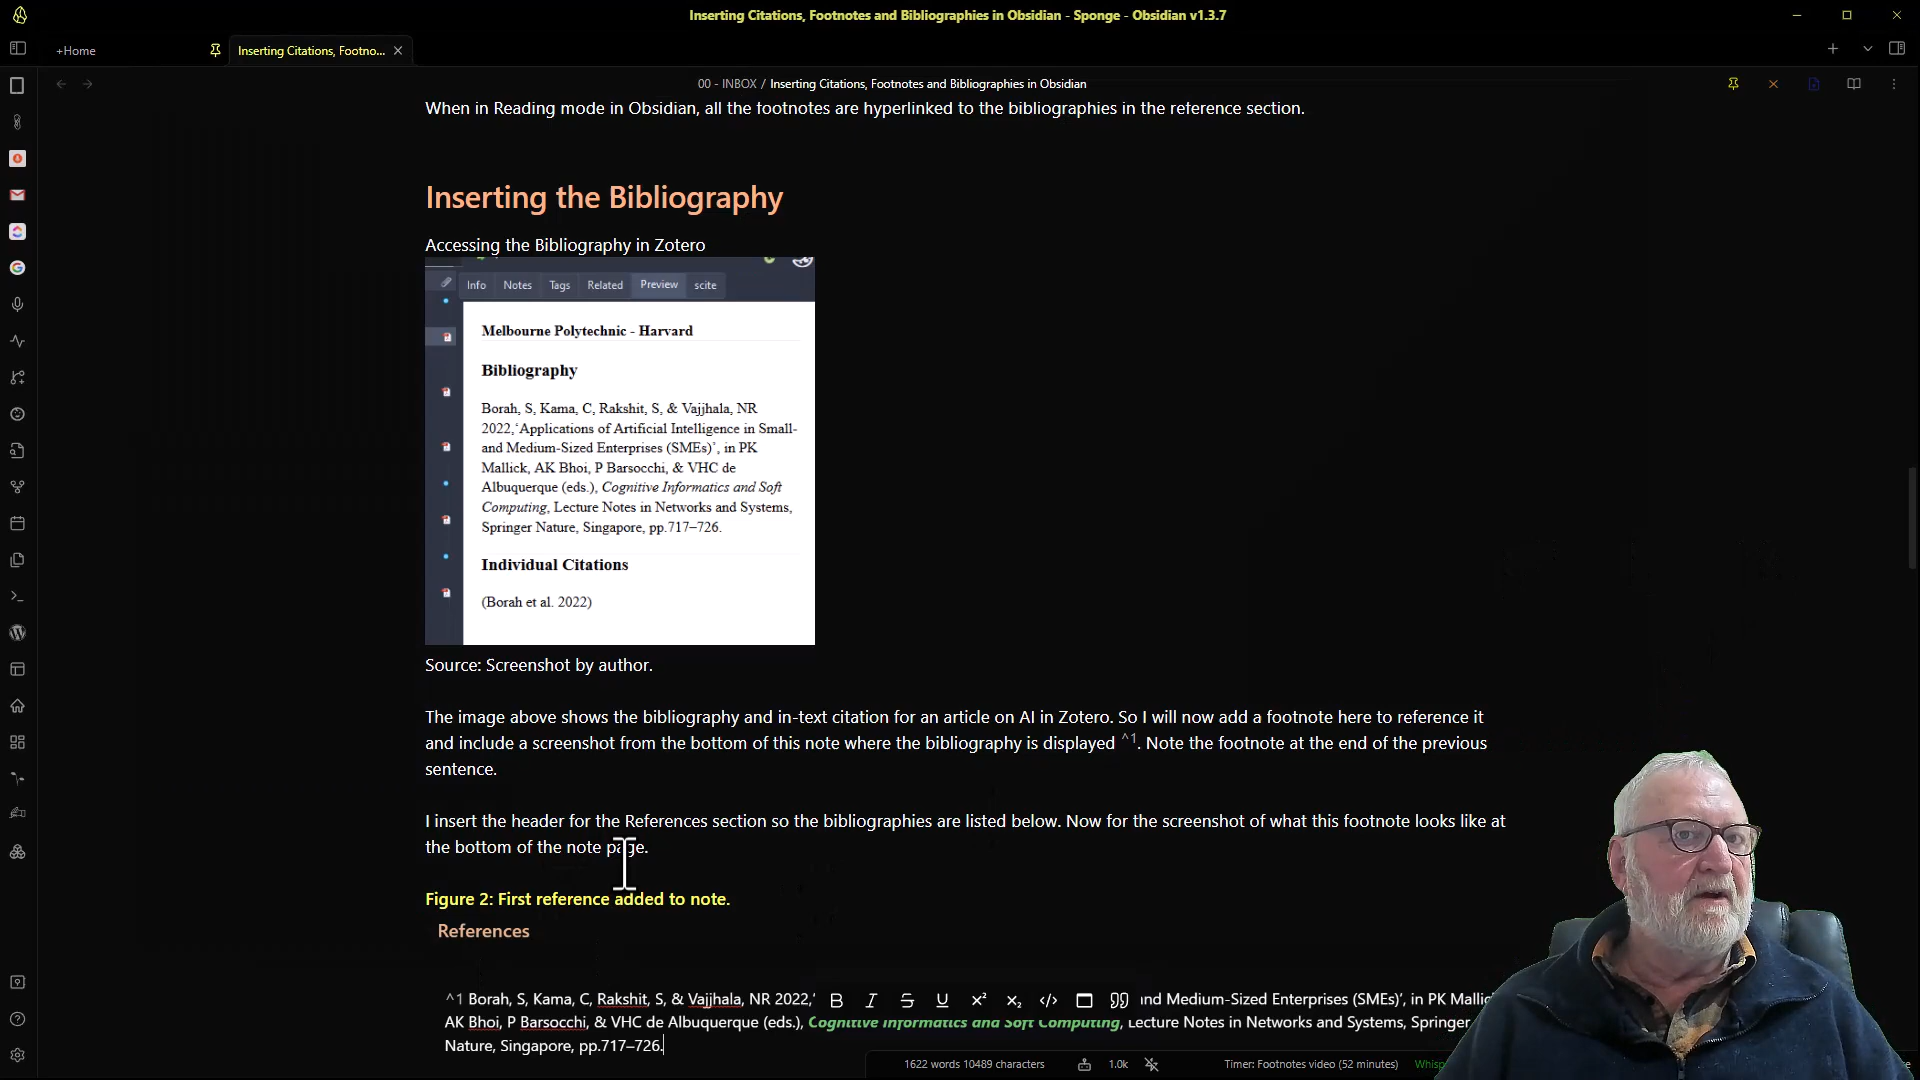 Inserting Citations, Footnotes and Bibliographies in Obsidian - Sponge - Obsidian v1.3.7
+Home
Inserting Citations, Footno...
00 - INBOX / Inserting Citations, Footnotes and Bibliographies in Obsidian
When in Reading mode in Obsidian, all the footnotes are hyperlinked to the bibliographies in the reference section.
Inserting the Bibliography
Accessing the Bibliography in Zotero
Info Notes Tags Related Preview scite
Melbourne Polytechnic - Harvard
Bibliography
Borah, S, Kama, C, Rakshit, S, & Vajjhala, NR
2022,‘Applications of Artificial Intelligence in Small-
and Medium-Sized Enterprises (SMEs)’, in PK
Mallick, AK Bhoi, P Barsocchi, & VHC de
Albuquerque (eds.), Cognitive Informatics and Soft
Computing, Lecture Notes in Networks and Systems,
Springer Nature, Singapore, pp.717–726.
Individual Citations
(Borah et al. 2022)
Source: Screenshot by author.
The image above shows the bibliography and in-text citation for an article on AI in Zotero. So I will now add a footnote here to reference it
and include a screenshot from the bottom of this note where the bibliography is displayed ^1. Note the footnote at the end of the previous
sentence.
I insert the header for the References section so the bibliographies are listed below. Now for the screenshot of what this footnote looks like at
the bottom of the note page.
Figure 2: First reference added to note.
References
^1 Borah, S, Kama, C, Rakshit, S, & Vajjhala, NR 2022,‘ and Medium-Sized Enterprises (SMEs)’, in PK
AK Bhoi, P Barsocchi, & VHC de Albuquerque (eds.), Cognitive Informatics and Soft Computing, Lecture Notes in Networks and Systems, Springer
Nature, Singapore, pp.717–726.
1622 words 10489 characters 1.0k Timer: Footnotes video (52 minutes)